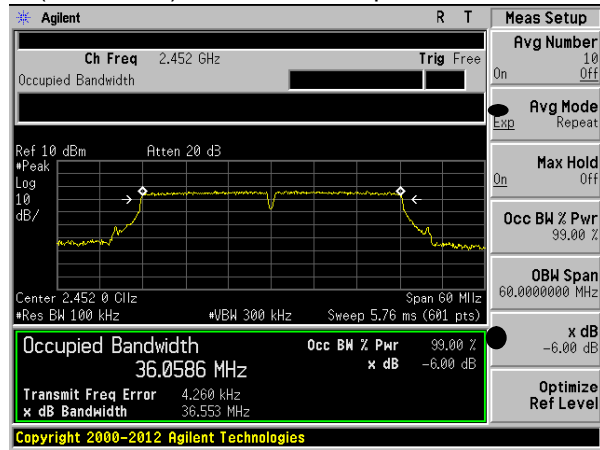 Agilent R T
Meas Setup
Ch Freq 2.452 GHz Trig Free
Occupied Bandwidth
Ref 10 dBm Atten 20 dB
#Peak
Log
10
dB/
Center 2.452 0 GHz Span 60 MHz
#Res BW 100 kHz #VBW 300 kHz Sweep 5.76 ms (601 pts)
Occupied Bandwidth Occ BW % Pwr 99.00 %
36.0586 MHz x dB -6.00 dB
Transmit Freq Error 4.260 kHz
x dB Bandwidth 36.553 MHz
Copyright 2000-2012 Agilent Technologies
Avg Number
10
On Off
Avg Mode
Exp Repeat
Max Hold
On Off
Occ BW % Pwr
99.00 %
OBW Span
60.0000000 MHz
x dB
-6.00 dB
Optimize
Ref Level